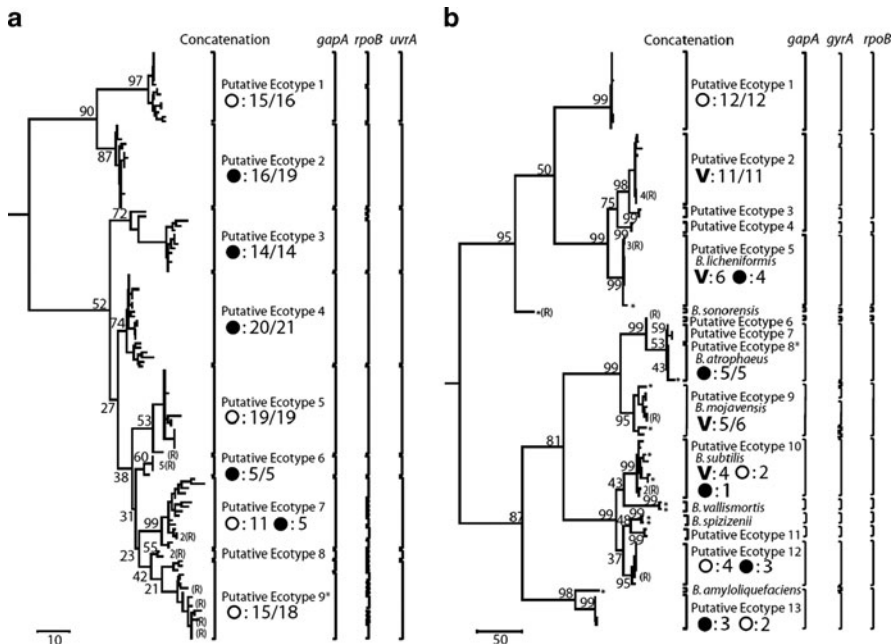 a
Concatenation gapA rpoB uvrA
97
90
87
72
52
74
27
53
60
5(R)
(R)
38
31
99
2(R)
23
55
2(R)
42
21
(R)
(R)
(R)
(R)
(R)
Putative Ecotype 1
○: 15/16
Putative Ecotype 2
●: 16/19
Putative Ecotype 3
●: 14/14
Putative Ecotype 4
●: 20/21
Putative Ecotype 5
○: 19/19
Putative Ecotype 6
●: 5/5
Putative Ecotype 7
○: 11 ●: 5
Putative Ecotype 8
Putative Ecotype 9*
○: 15/18
10
b
Concatenation gapA gyrA rpoB
99
50
98
4(R)
75
99
99
3(R)
95
99
99
*
*(R)
(R)
99
59
53
99
43
*
*
(R)
95
*
81
*
99
*
43
2(R)
99
99
48
99
99
87
37
95
(R)
98
*
99
Putative Ecotype 1
○: 12/12
Putative Ecotype 2
V: 11/11
Putative Ecotype 3
Putative Ecotype 4
Putative Ecotype 5
B. licheniformis
V: 6 ●: 4
B. sonorensis
Putative Ecotype 6
Putative Ecotype 7
Putative Ecotype 8*
B. atrophaeus
●: 5/5
Putative Ecotype 9
B. mojavensis
V: 5/6
Putative Ecotype 10
B. subtilis
V: 4 ○: 2
●: 1
B. vallismortis
B. spizizenii
Putative Ecotype 11
Putative Ecotype 12
○: 4 ●: 3
B. amyloliquefaciens
Putative Ecotype 13
●: 3 ○: 2
50